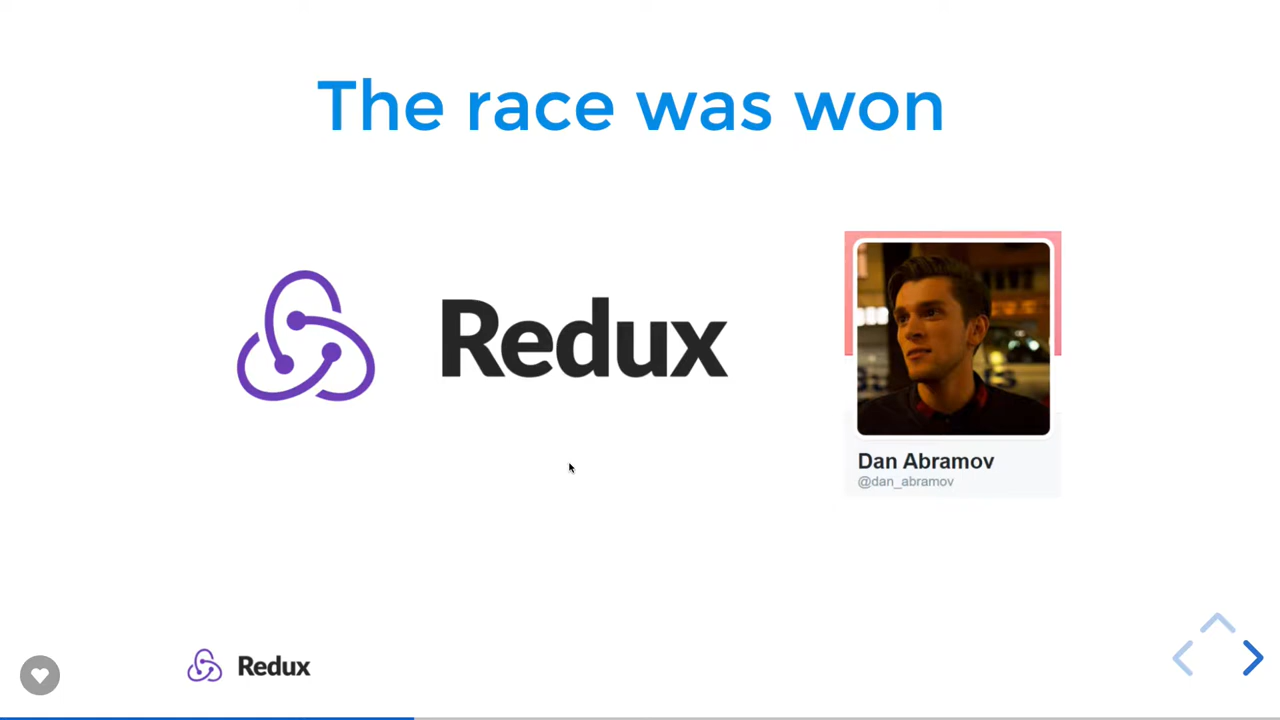 The race was won
Redux
Dan Abramov
@dan_abramov
Redux